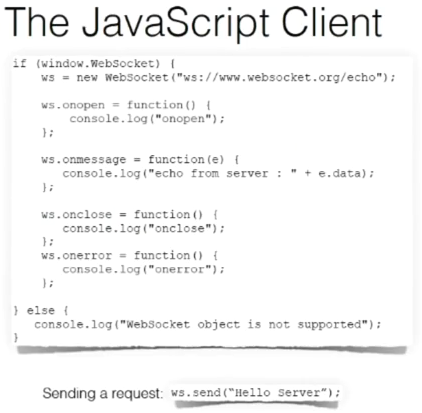 The JavaScript Client
if (window.WebSocket) {
    ws = new WebSocket("ws://www.websocket.org/echo");
    ws.onopen = function() {
        console.log("onopen");
    };
    ws.onmessage = function(e) {
       console.log("echo from server : " + e.data);
    };
    ws.onclose = function() {
       console.log("onclose");
    };
    ws.onerror = function() {
       console.log("onerror");
    };
} else {
   console.log("WebSocket object is not supported");
}
Sending a request: ws.send("Hello Server");